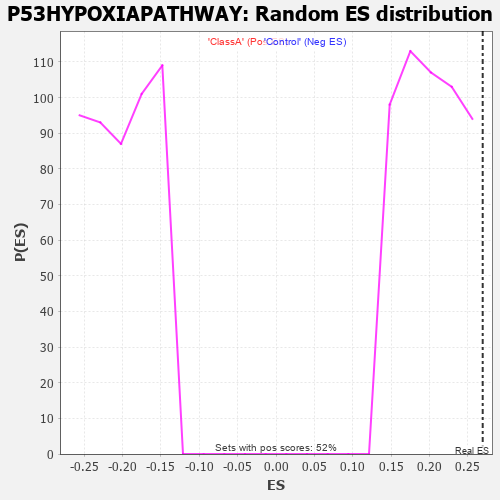 P53HYPOXIAPATHWAY: Random ES distribution
'ClassA' (Po
'Control' (Neg ES)
P(ES)
110
100
90
80
70
60
50
40
30
20
10
0
Sets with pos scores: 52%
Real ES
-0.25 -0.20 -0.15 -0.10 -0.05 0.00 0.05 0.10 0.15 0.20 0.25
ES